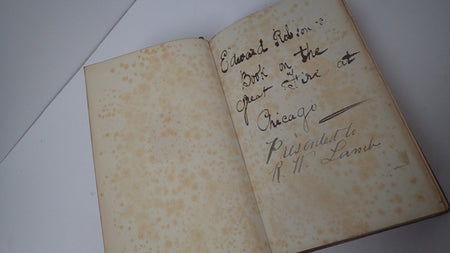 Edward Robson's
Book on the
great Fire at
Chicago
Presented to
R W Lamb